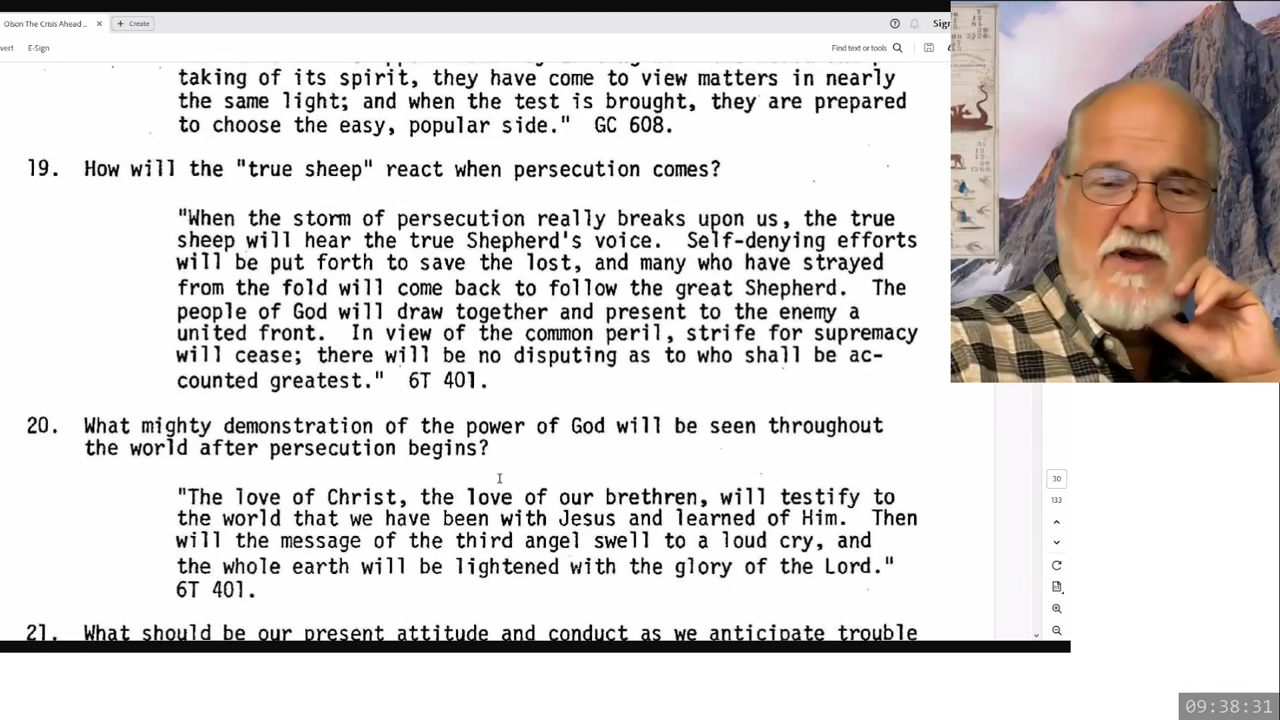 Olson The Crisis Ahead ...
Create
Sign
vert
E-Sign
Find text or tools
taking of its spirit, they have come to view matters in nearly
the same light; and when the test is brought, they are prepared
to choose the easy, popular side." GC 608.
19. How will the "true sheep" react when persecution comes?
"When the storm of persecution really breaks upon us, the true
sheep will hear the true Shepherd's voice. Self-denying efforts
will be put forth to save the lost, and many who have strayed
from the fold will come back to follow the great Shepherd. The
people of God will draw together and present to the enemy a
united front. In view of the common peril, strife for supremacy
will cease; there will be no disputing as to who shall be ac-
counted greatest." 6T 401.
20. What mighty demonstration of the power of God will be seen throughout
the world after persecution begins?
"The love of Christ, the love of our brethren, will testify to
the world that we have been with Jesus and learned of Him. Then
will the message of the third angel swell to a loud cry, and
the whole earth will be lightened with the glory of the Lord."
6T 401.
21. What should be our present attitude and conduct as we anticipate trouble
30
133
09:38:31